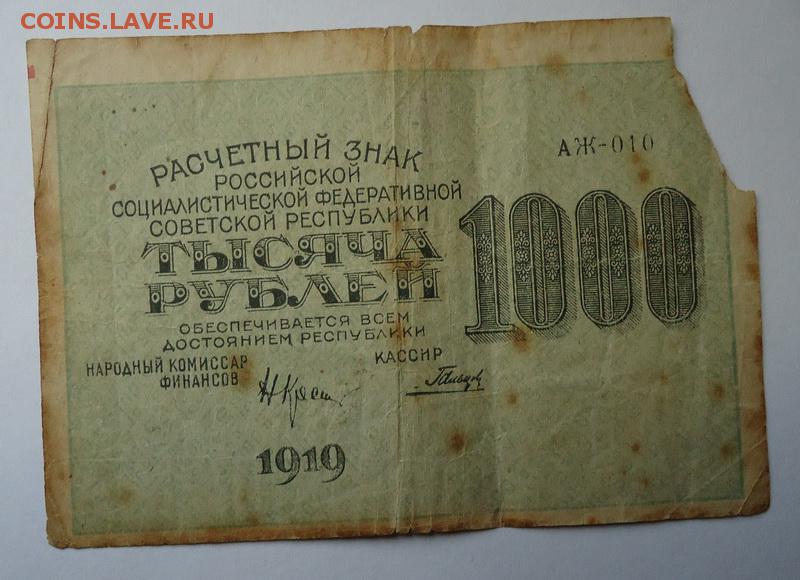 COINS.LAVE.RU
АЖ-010
РАСЧЕТНЫЙ ЗНАК
РОССИЙСКОЙ
СОЦИАЛИСТИЧЕСКОЙ ФЕДЕРАТИВНОЙ
СОВЕТСКОЙ РЕСПУБЛИКИ
ТЫСЯЧА
РУБЛЕЙ
1000
ОБЕСПЕЧИВАЕТСЯ ВСЕМ
ДОСТОЯНИЕМ РЕСПУБЛИКИ
НАРОДНЫЙ КОМИССАР
ФИНАНСОВ
КАССИР
1919